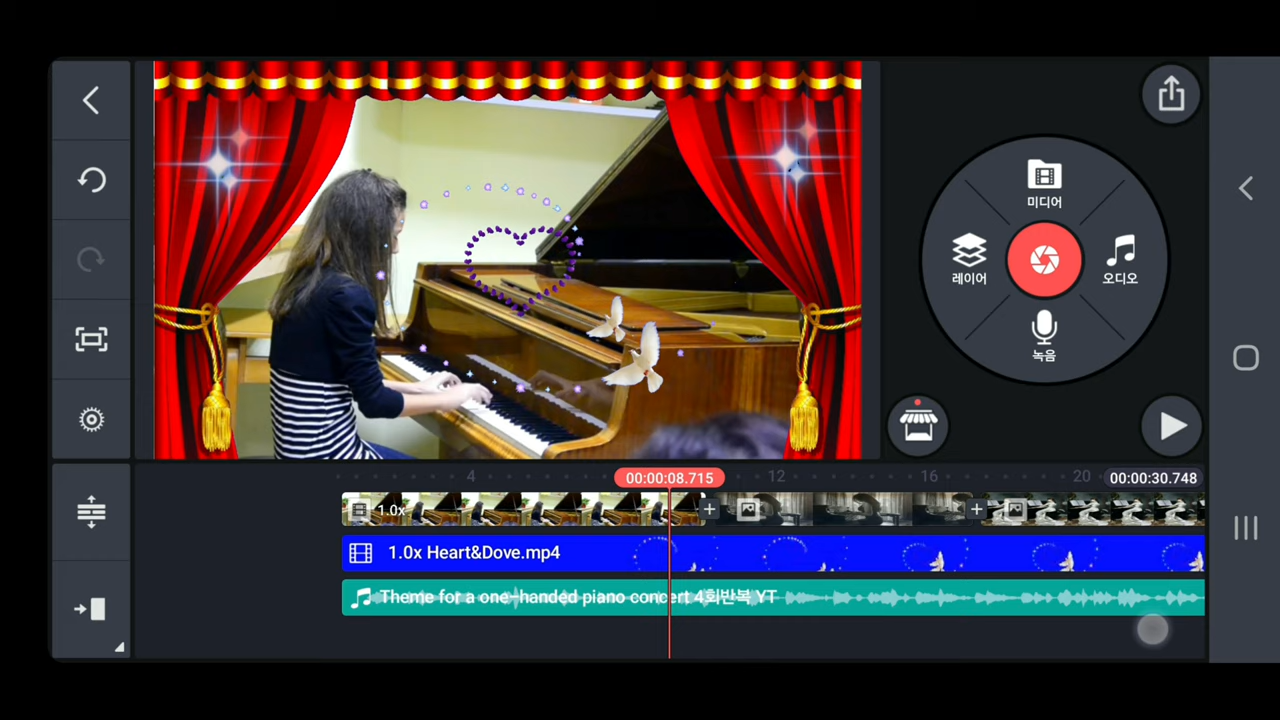 미디어
레이어
오디오
녹음
4
00:00:08.715
12
16
20
00:00:30.748
1.0x
1.0x Heart&Dove.mp4
Theme for a one-handed piano concert 4회반복 YT